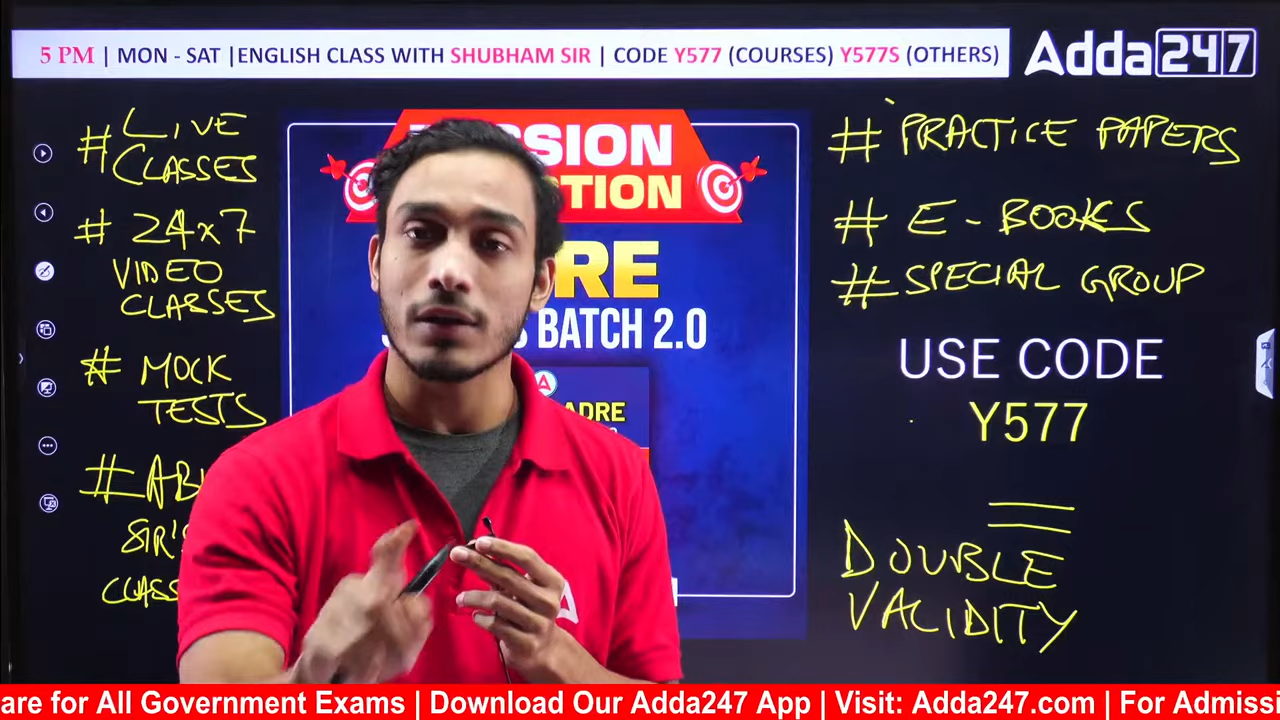 5 PM | MON - SAT |ENGLISH CLASS WITH SHUBHAM SIR | CODE Y577 (COURSES) Y577S (OTHERS)
Adda247
# LIVE
CLASSES
# 24x7
VIDEO
CLASSES
# MOCK
TESTS
SIR'S
BATCH 2.0
ADRE
# PRACTICE PAPERS
# E-BOOKS
# SPECIAL GROUP
USE CODE
Y577
DOUBLE
VALIDITY
are for All Government Exams | Download Our Adda247 App | Visit: Adda247.com | For